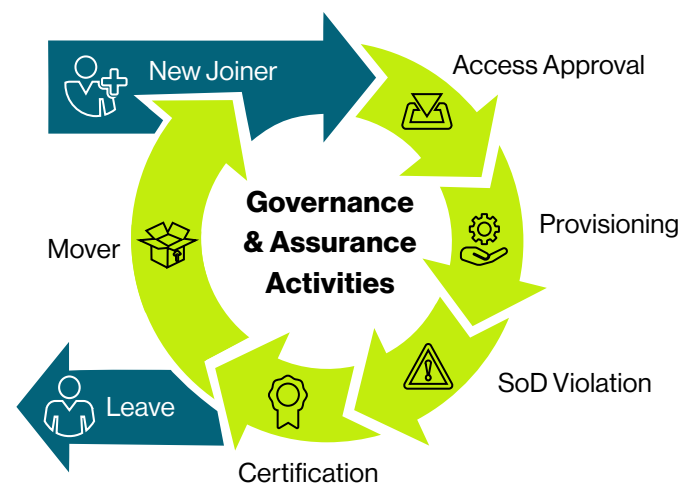 New Joiner
Access Approval
Governance
& Assurance
Activities
Provisioning
Mover
SoD Violation
Leave
Certification